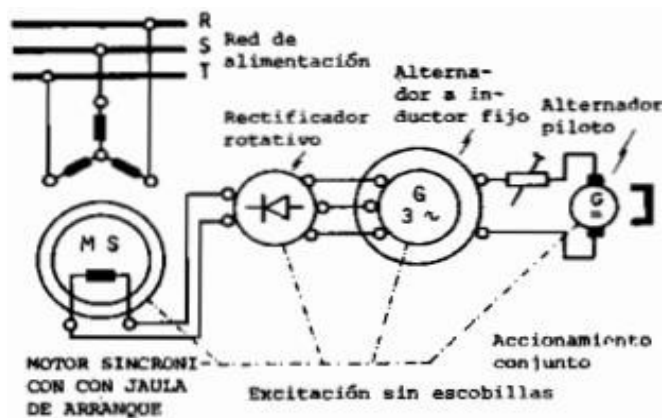 R
S
T
Red de
alimentación
Rectificador
rotativo
Alterna-
dor a in-
ductor fijo
Alternador
piloto
G
3 ~
G
=
M S
MOTOR SINCRONI
CON CON JAULA
DE ARRANQUE
Excitación sin escobillas
Accionamiento
conjunto